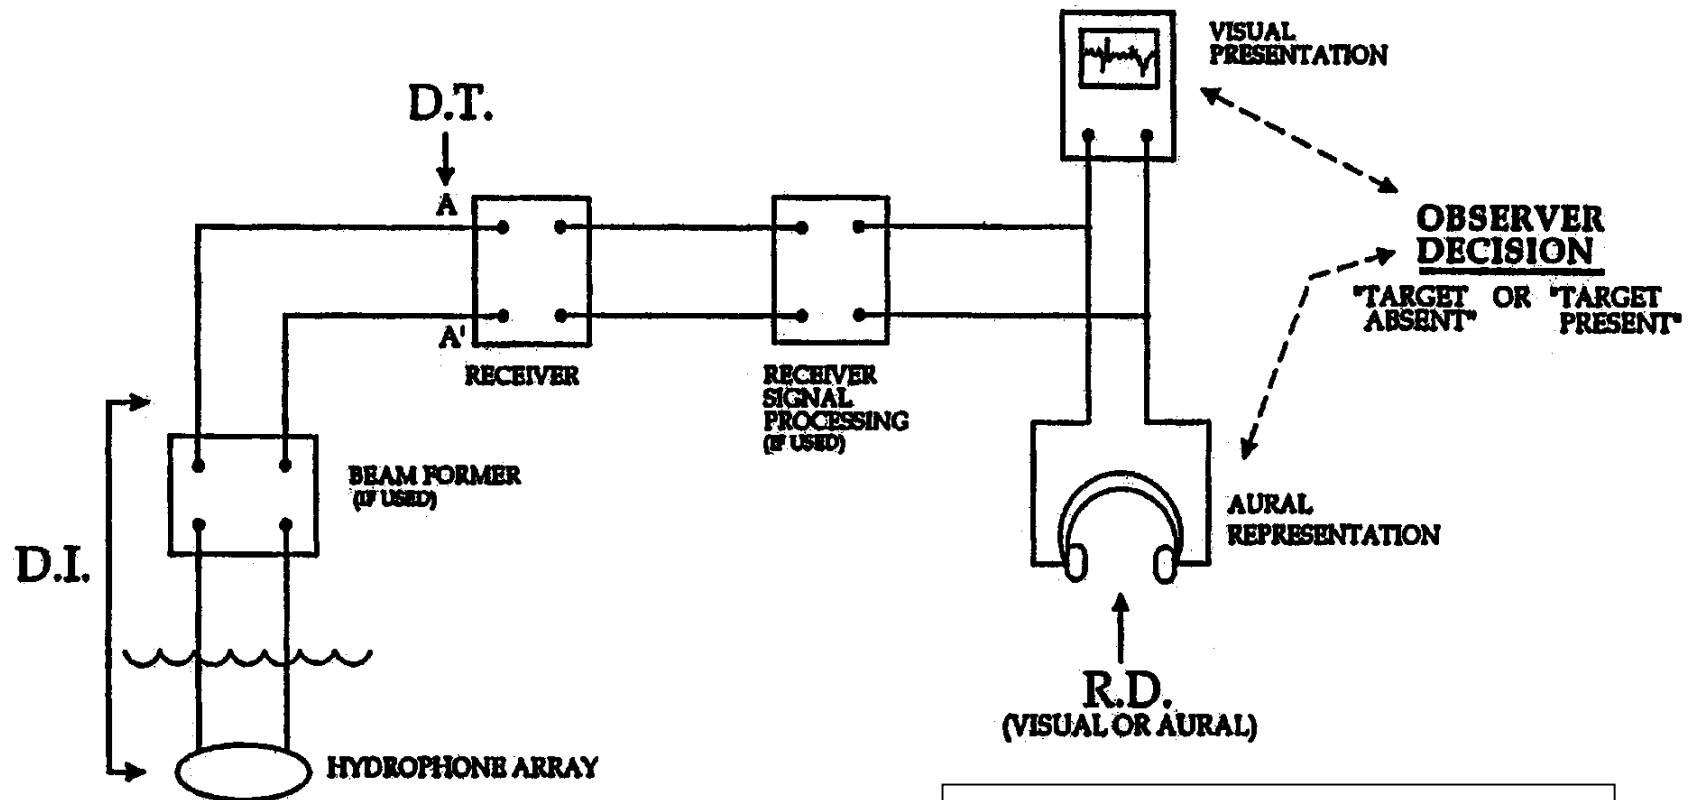 VISUAL
PRESENTATION
D.T.
A
A'
OBSERVER
DECISION
"TARGET ABSENT" OR "TARGET PRESENT"
RECEIVER
RECEIVER
SIGNAL
PROCESSING
(IF USED)
BEAM FORMER
(IF USED)
D.I.
AURAL
REPRESENTATION
R.D.
(VISUAL OR AURAL)
HYDROPHONE ARRAY